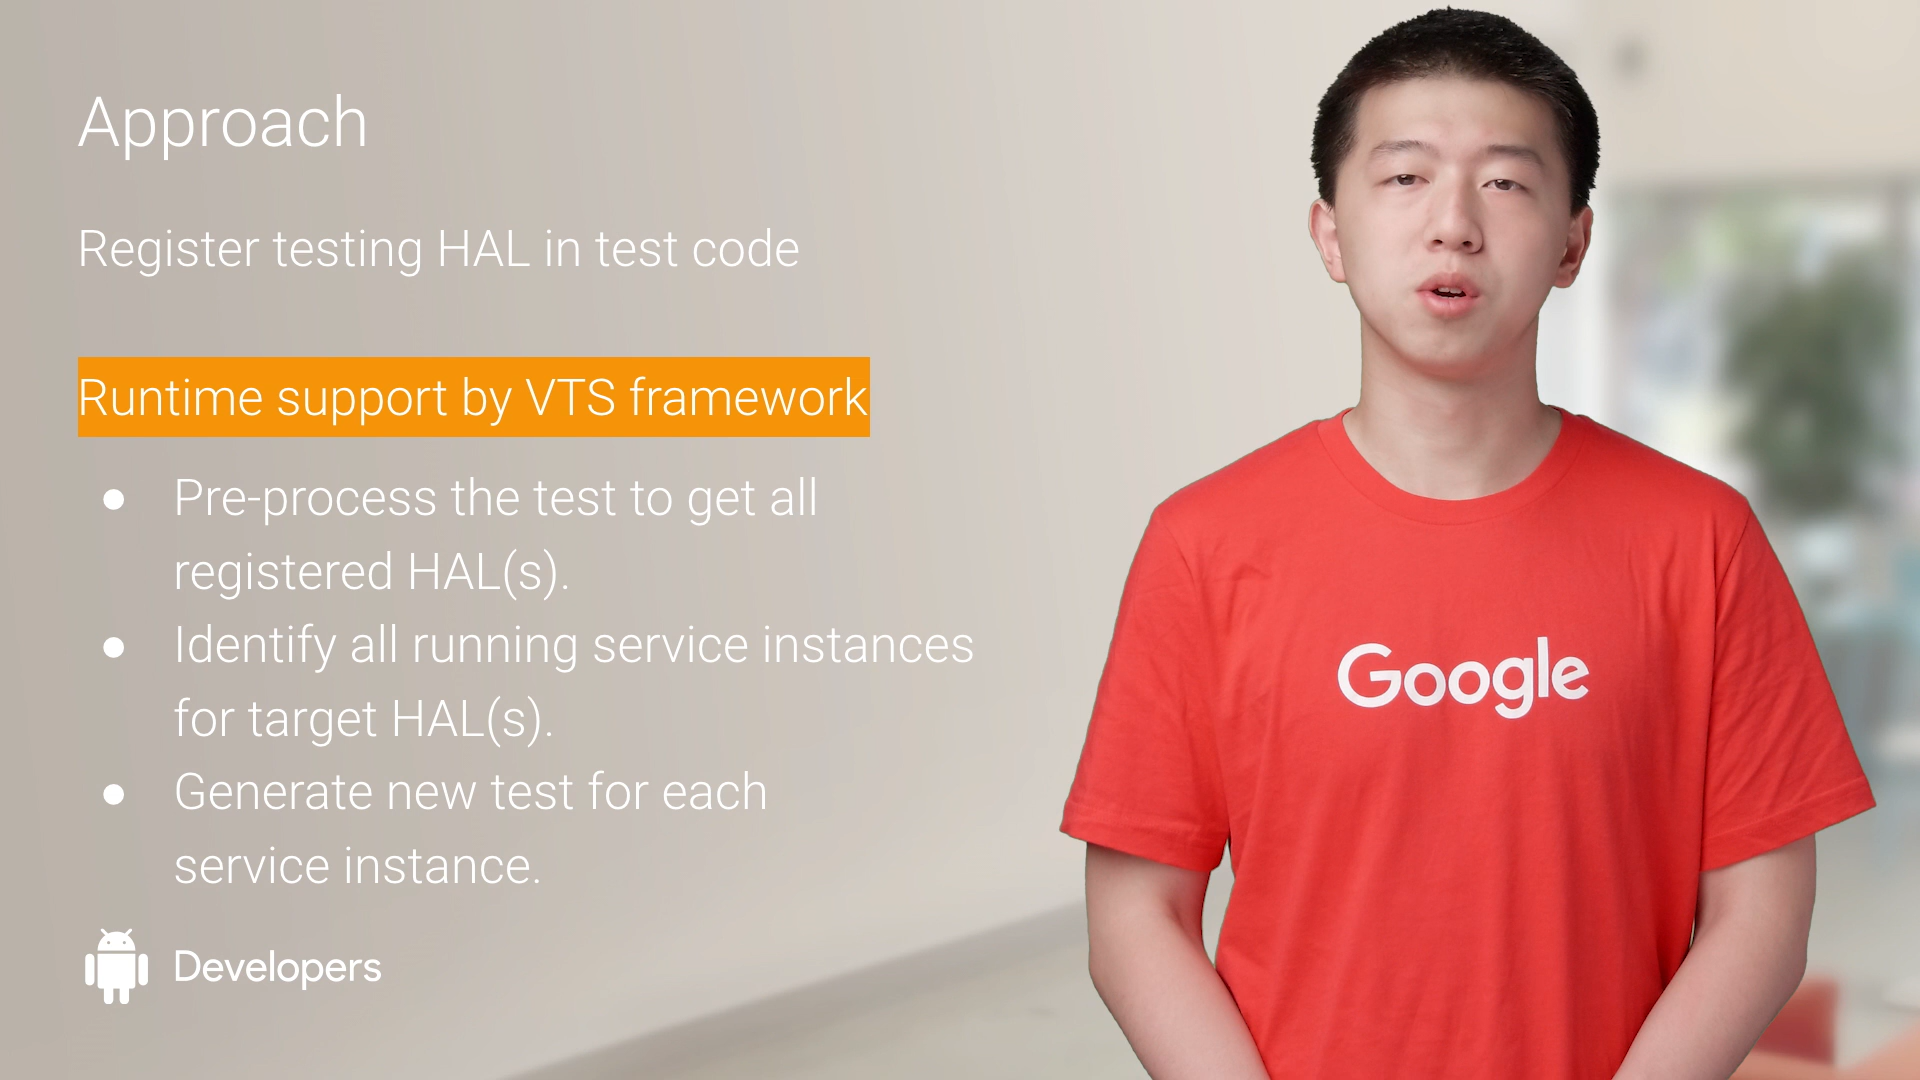 Approach
Register testing HAL in test code
Runtime support by VTS framework
● Pre-process the test to get all
registered HAL(s).
● Identify all running service instances
for target HAL(s).
● Generate new test for each
service instance.
Developers
Google